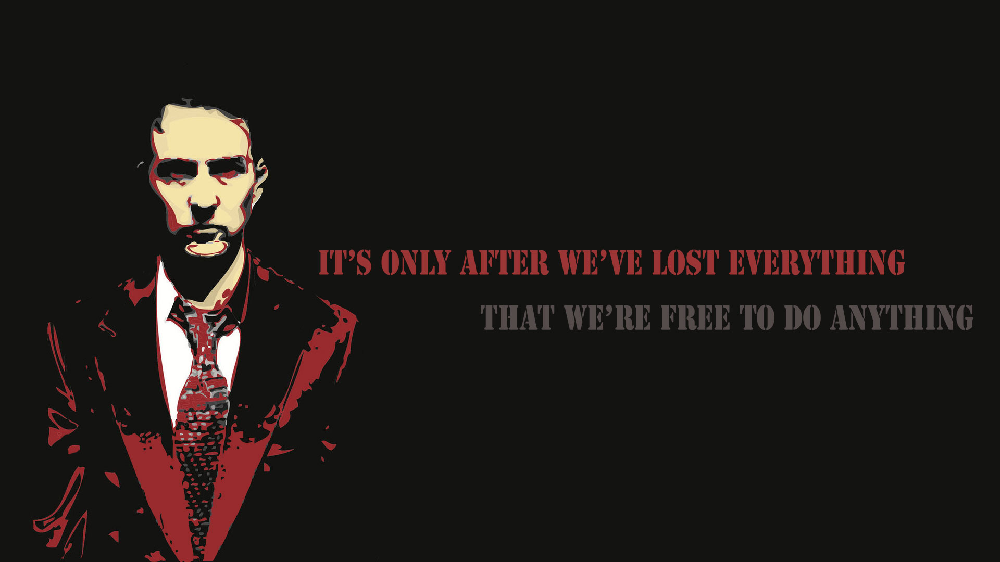 IT’S ONLY AFTER WE’VE LOST EVERYTHING
THAT WE’RE FREE TO DO ANYTHING